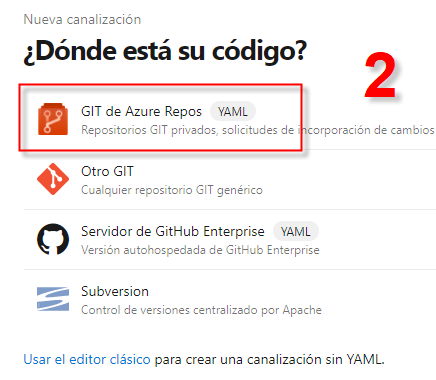 Nueva canalización
¿Dónde está su código?
2
GIT de Azure Repos YAML
Repositorios GIT privados, solicitudes de incorporación de cambios
Otro GIT
Cualquier repositorio GIT genérico
Servidor de GitHub Enterprise YAML
Versión autohospedada de GitHub Enterprise
Subversion
Control de versiones centralizado por Apache
Usar el editor clásico para crear una canalización sin YAML.